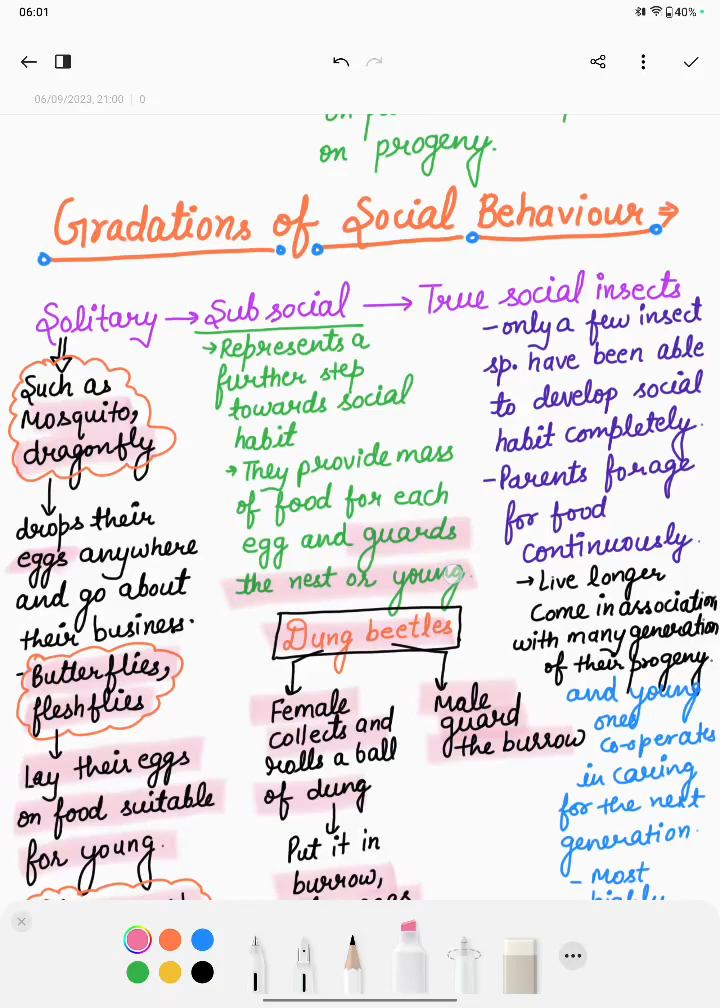 06:01
40%
06/09/2023, 21:00 | 0
on progeny.
Gradations of Social Behaviour ⇒
Solitary → Sub social → True social insects
Such as
Mosquito,
dragonfly
drops their
eggs anywhere
and go about
their business.
- Butterflies,
fleshflies
Lay their eggs
on food suitable
for young.
→ Represents a
further step
towards social
habit
→ They provide mass
of food for each
egg and guards
the nest or young.
Dung beetles
Female
collects and
rolls a ball
of dung
Put it in
burrow,
Male
guard
the burrow
- only a few insect
sp. have been able
to develop social
habit completely.
- Parents forage
for food
continuously.
→ Live longer
Come in association
with many generation
of their progeny.
and young
ones
co-operate
in caring
for the next
generation.
- Most
highly